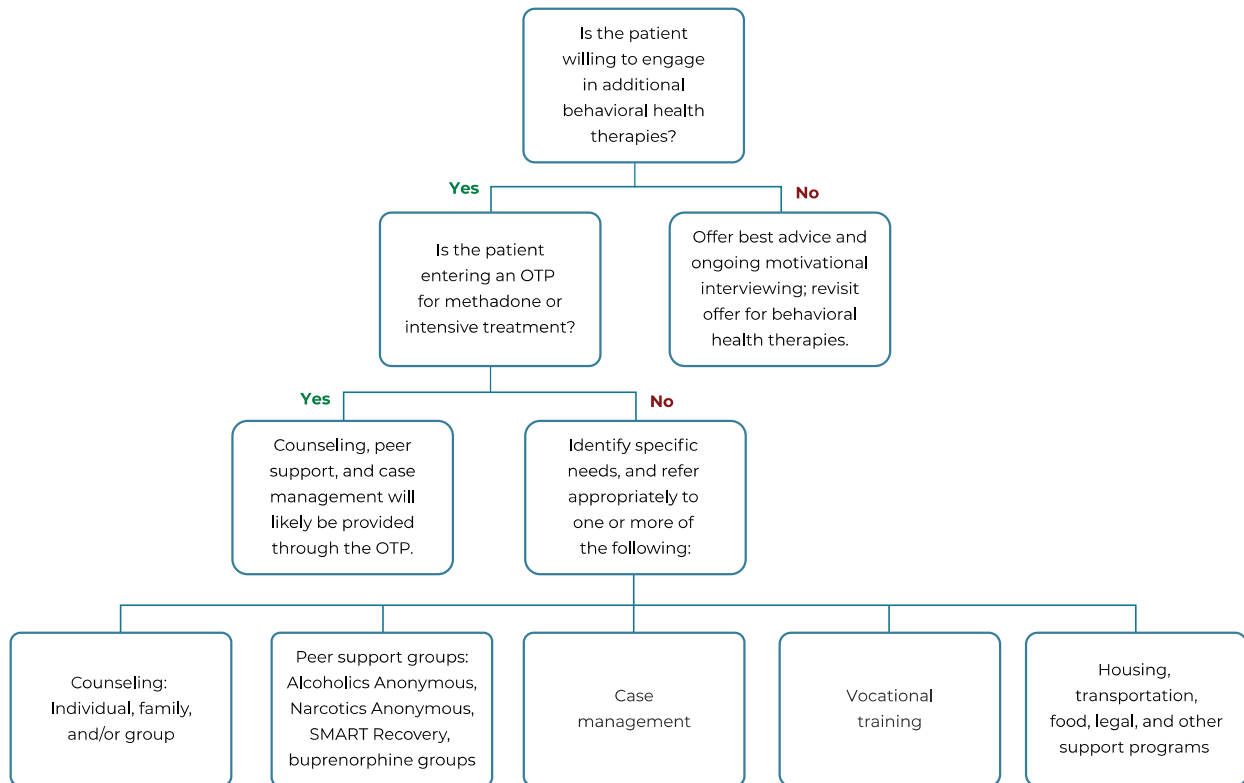 Is the patient
willing to engage
in additional
behavioral health
therapies?
Yes
No
Is the patient
entering an OTP
for methadone or
intensive treatment?
Offer best advice and
ongoing motivational
interviewing; revisit
offer for behavioral
health therapies.
Yes
No
Counseling, peer
support, and case
management will
likely be provided
through the OTP.
Identify specific
needs, and refer
appropriately to
one or more of
the following:
Counseling:
Individual, family,
and/or group
Peer support groups:
Alcoholics Anonymous,
Narcotics Anonymous,
SMART Recovery,
buprenorphine groups
Case
management
Vocational
training
Housing,
transportation,
food, legal, and other
support programs